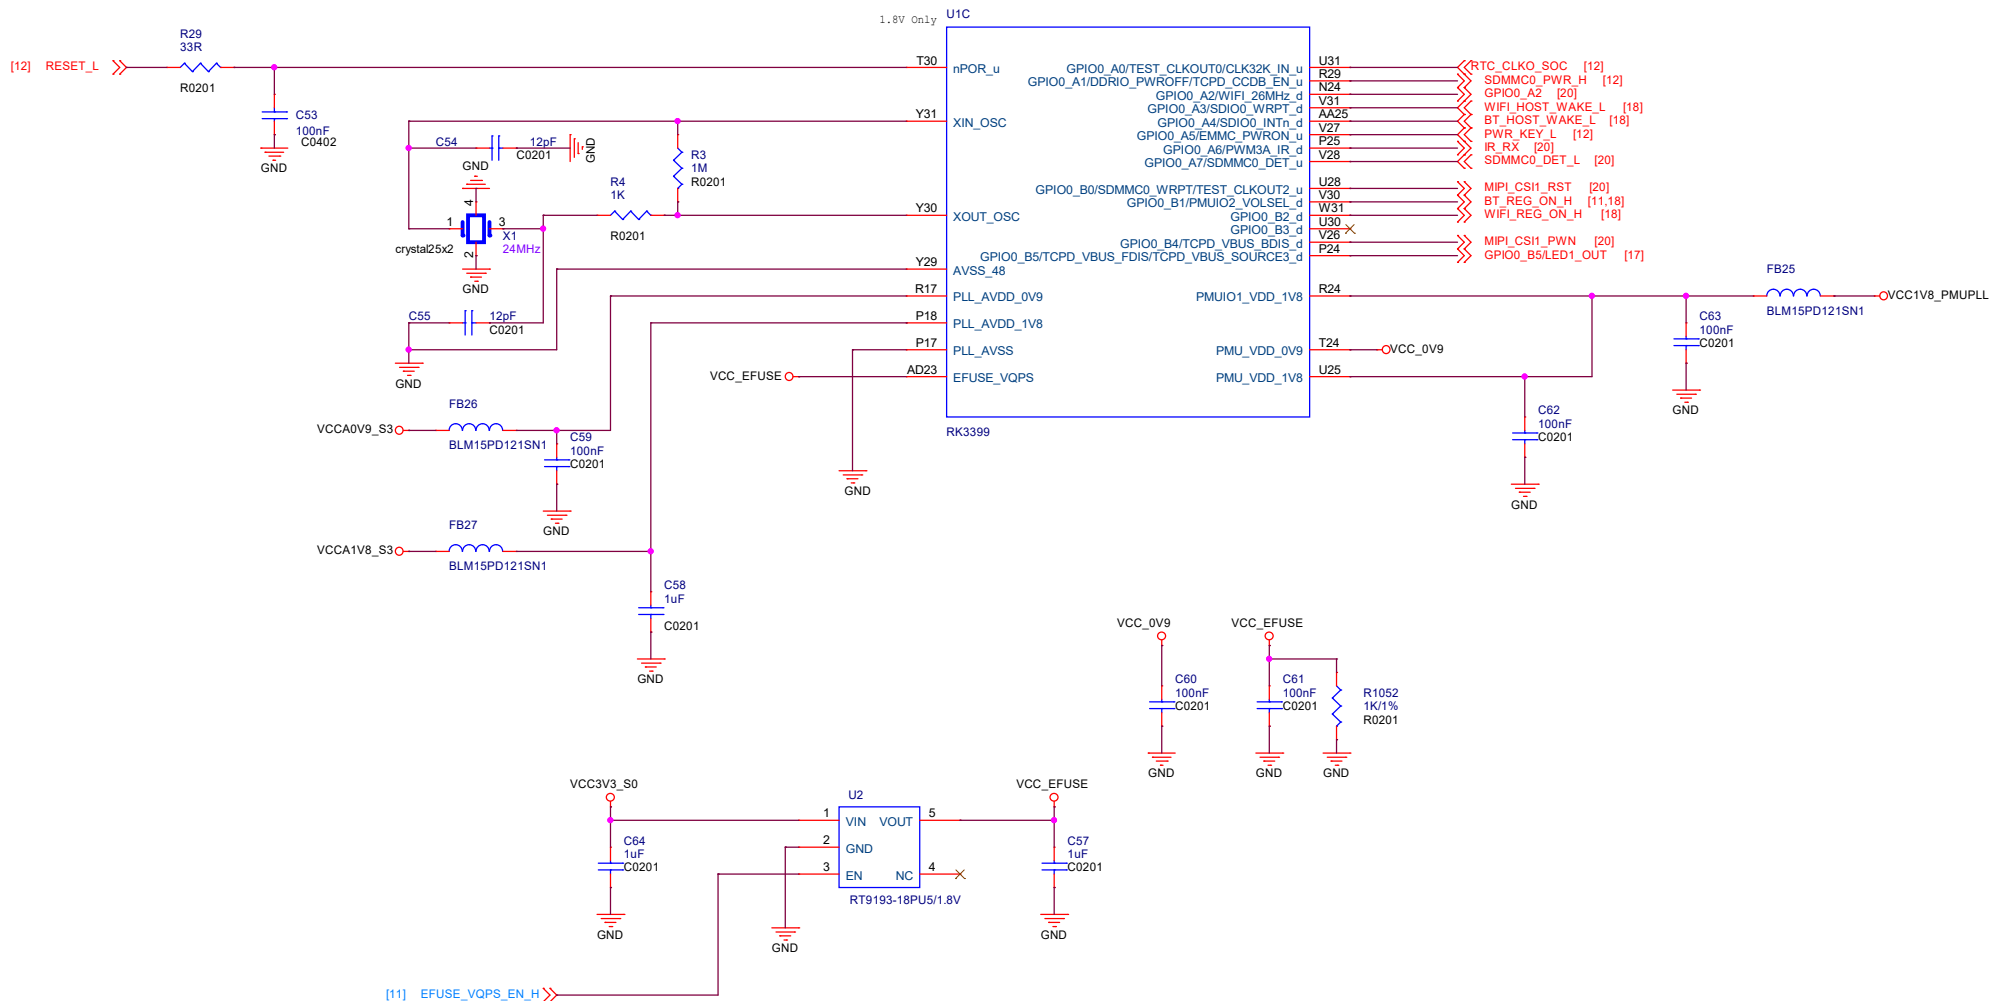 1.8V Only
U1C
R29
33R
R0201
[12] RESET_L
C53
100nF
C0402
GND
T30
nPOR_u
Y31
XIN_OSC
C54
12pF
C0201
GND
GND
R3
1M
R0201
R4
1K
R0201
Y30
XOUT_OSC
4
1
3
2
X1
24MHz
crystal25x2
GND
Y29
AVSS_48
R17
PLL_AVDD_0V9
C55
12pF
C0201
GND
P18
PLL_AVDD_1V8
P17
PLL_AVSS
VCC_EFUSE
AD23
EFUSE_VQPS
GND
RK3399
GPIO0_A0/TEST_CLKOUT0/CLK32K_IN_u U31 RTC_CLKO_SOC [12]
GPIO0_A1/DDRIO_PWROFF/TCPD_CCDB_EN_u R29 SDMMC0_PWR_H [12]
GPIO0_A2/WIFI_26MHz_d N24 GPIO0_A2 [20]
GPIO0_A3/SDIO0_WRPT_d V31 WIFI_HOST_WAKE_L [18]
GPIO0_A4/SDIO0_INTn_d AA25 BT_HOST_WAKE_L [18]
GPIO0_A5/EMMC_PWRON_u V27 PWR_KEY_L [12]
GPIO0_A6/PWM3A_IR_d P25 IR_RX [20]
GPIO0_A7/SDMMC0_DET_u V28 SDMMC0_DET_L [20]
GPIO0_B0/SDMMC0_WRPT/TEST_CLKOUT2_u U28 MIPI_CSI1_RST [20]
GPIO0_B1/PMUIO2_VOLSEL_d V30 BT_REG_ON_H [11,18]
GPIO0_B2_d W31 WIFI_REG_ON_H [18]
GPIO0_B3_d U30
GPIO0_B4/TCPD_VBUS_BDIS_d V26 MIPI_CSI1_PWN [20]
GPIO0_B5/TCPD_VBUS_FDIS/TCPD_VBUS_SOURCE3_d P24 GPIO0_B5/LED1_OUT [17]
PMUIO1_VDD_1V8 R24
PMU_VDD_0V9 T24 VCC_0V9
PMU_VDD_1V8 U25
FB25
BLM15PD121SN1
VCC1V8_PMUPLL
C63
100nF
C0201
GND
C62
100nF
C0201
GND
FB26
VCCA0V9_S3
BLM15PD121SN1
C59
100nF
C0201
GND
FB27
VCCA1V8_S3
BLM15PD121SN1
C58
1uF
C0201
GND
VCC_0V9
C60
100nF
C0201
GND
VCC_EFUSE
C61
100nF
C0201
GND
R1052
1K/1%
R0201
GND
VCC3V3_S0
C64
1uF
C0201
GND
U2
1 VIN VOUT 5
2 GND
3 EN NC 4
RT9193-18PU5/1.8V
GND
VCC_EFUSE
C57
1uF
C0201
GND
[11] EFUSE_VQPS_EN_H